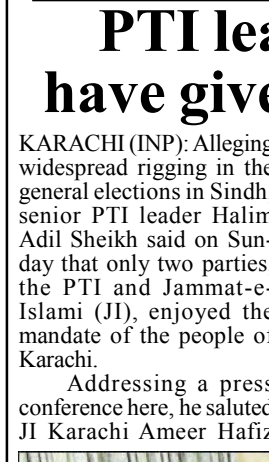 PTI lea
have give
KARACHI (INP): Alleging
widespread rigging in the
general elections in Sindh,
senior PTI leader Halim
Adil Sheikh said on Sun-
day that only two parties,
the PTI and Jammat-e-
Islami (JI), enjoyed the
mandate of the people of
Karachi.
Addressing a press
conference here, he saluted
JI Karachi Ameer Hafiz